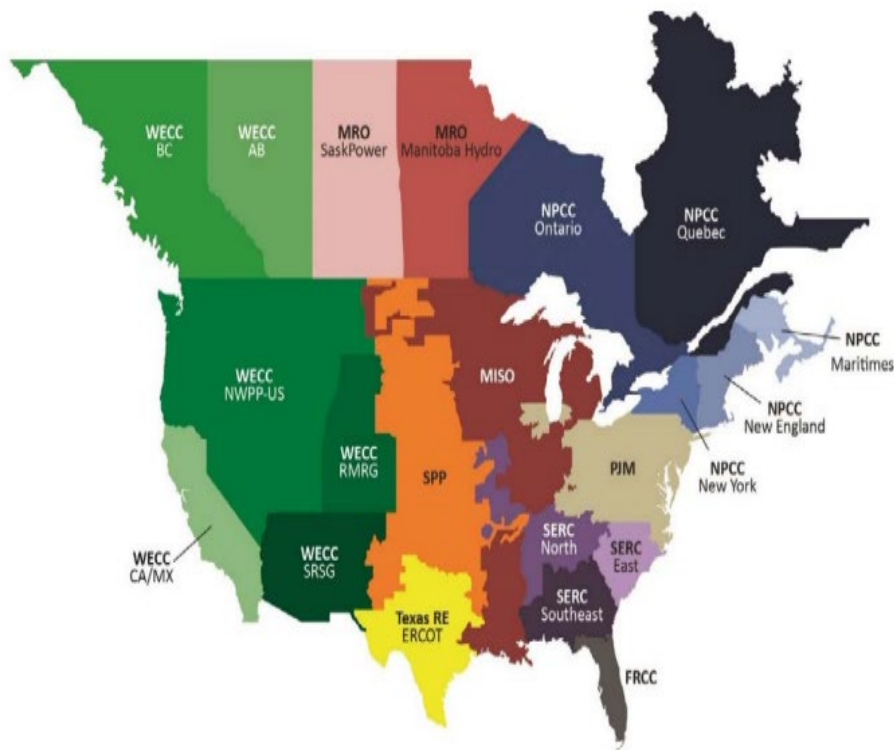 WECC
BC
WECC
AB
MRO
SaskPower
MRO
Manitoba Hydro
NPCC
Ontario
NPCC
Quebec
NPCC
Maritimes
WECC
NWPP-US
MISO
NPCC
New England
WECC
RMRG
SPP
PJM
NPCC
New York
WECC
CA/MX
WECC
SRSG
SERC
North
SERC
East
SERC
Southeast
Texas RE
ERCOT
FRCC